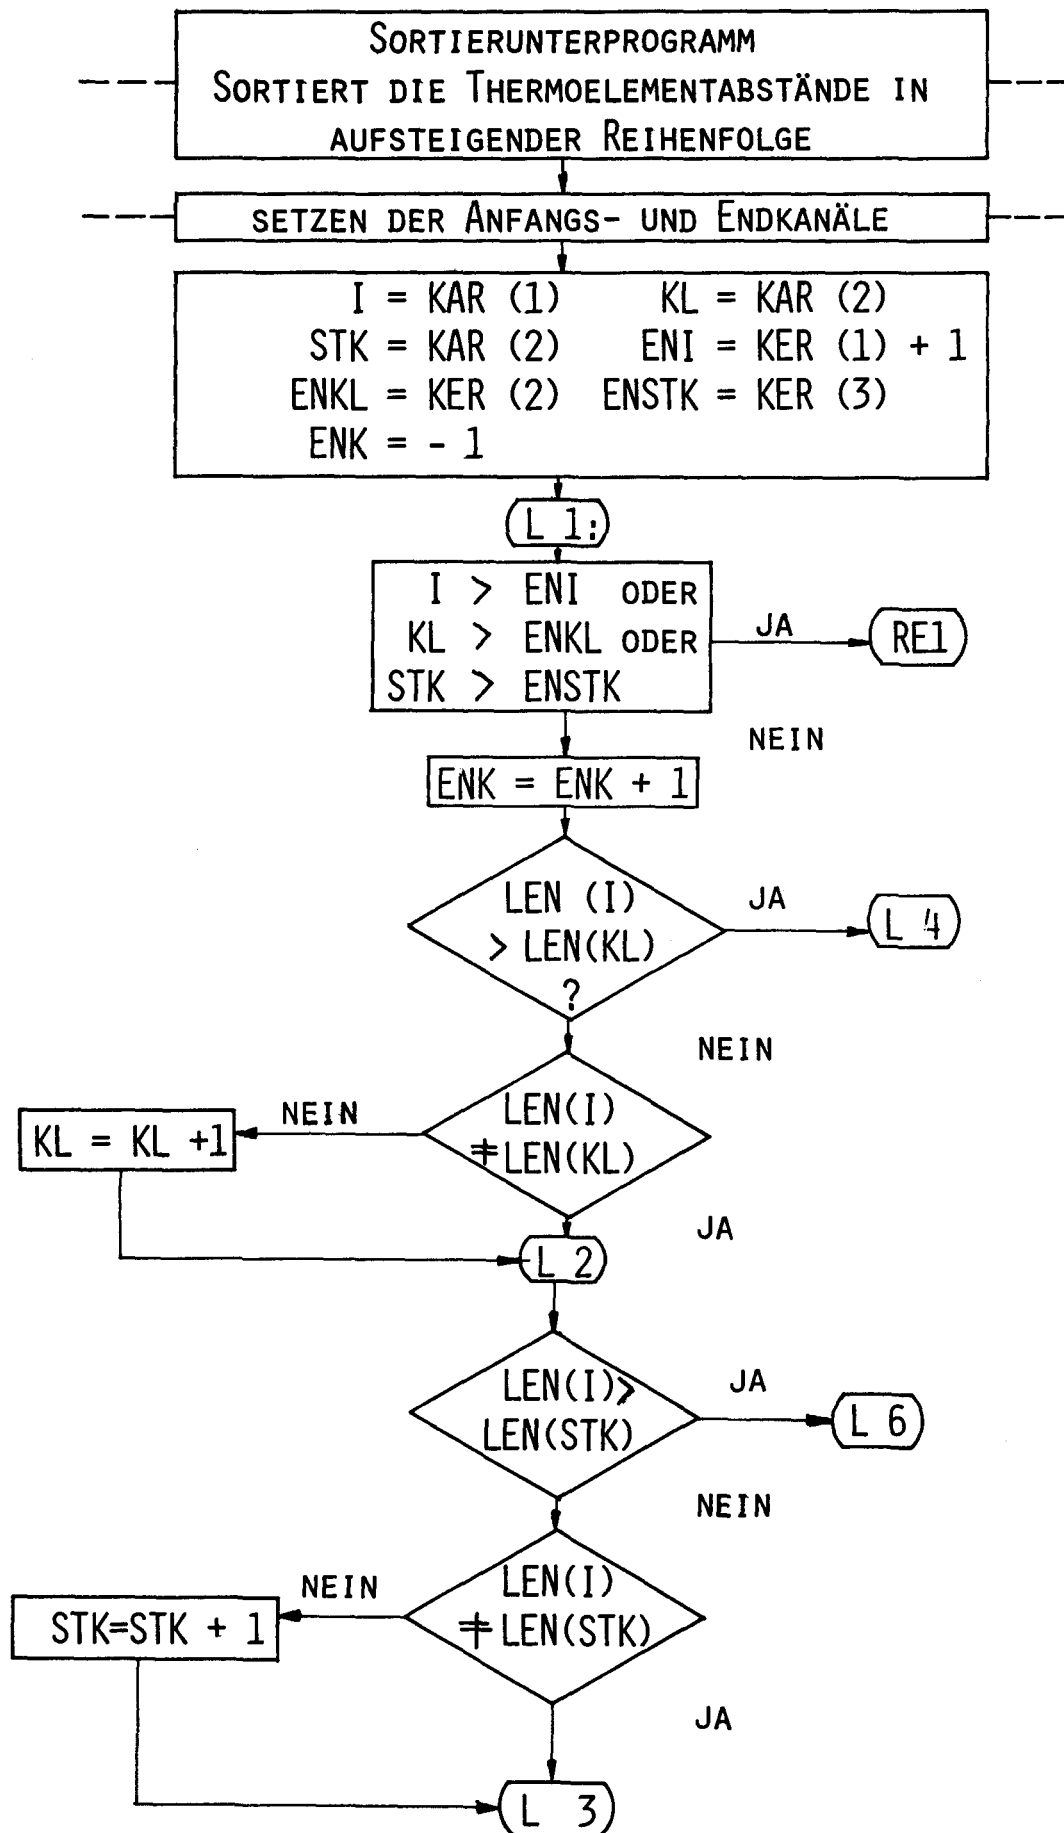 SORTIERUNTERPROGRAMM
SORTIERT DIE THERMOELEMENTABSTÄNDE IN
AUFSTEIGENDER REIHENFOLGE
SETZEN DER ANFANGS- UND ENDKANÄLE
I = KAR (1) KL = KAR (2)
STK = KAR (2) ENI = KER (1) + 1
ENKL = KER (2) ENSTK = KER (3)
ENK = - 1
L 1:
I > ENI ODER
KL > ENKL ODER
STK > ENSTK
JA
RE1
NEIN
ENK = ENK + 1
LEN (I)
> LEN(KL)
?
JA
L 4
NEIN
LEN(I)
≠ LEN(KL)
NEIN
KL = KL +1
JA
L 2
LEN(I)>
LEN(STK)
JA
L 6
NEIN
LEN(I)
≠ LEN(STK)
NEIN
STK=STK + 1
JA
L 3